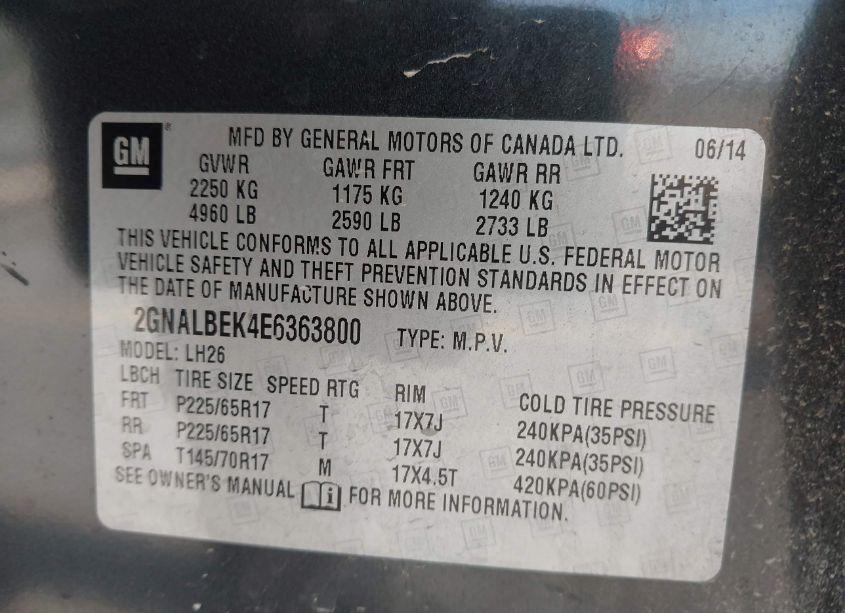 GM
MFD BY GENERAL MOTORS OF CANADA LTD. 06/14
GVWR GAWR FRT GAWR RR
2250 KG 1175 KG 1240 KG
4960 LB 2590 LB 2733 LB
THIS VEHICLE CONFORMS TO ALL APPLICABLE U.S. FEDERAL MOTOR
VEHICLE SAFETY AND THEFT PREVENTION STANDARDS IN EFFECT ON
THE DATE OF MANUFACTURE SHOWN ABOVE.
2GNALBEK4E6363800 TYPE: M.P.V.
MODEL: LH26
LBCH TIRE SIZE SPEED RTG RIM COLD TIRE PRESSURE
FRT P225/65R17 T 17X7J 240KPA(35PSI)
RR P225/65R17 T 17X7J 240KPA(35PSI)
SPA T145/70R17 M 17X4.5T 420KPA(60PSI)
SEE OWNER'S MANUAL i FOR MORE INFORMATION.